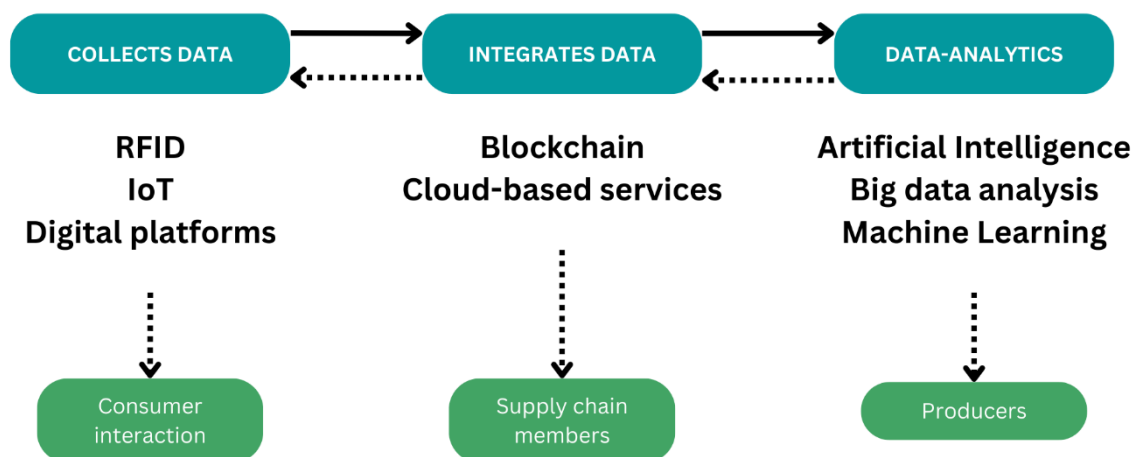 COLLECTS DATA
INTEGRATES DATA
DATA-ANALYTICS
RFID
IoT
Digital platforms
Blockchain
Cloud-based services
Artificial Intelligence
Big data analysis
Machine Learning
Consumer
interaction
Supply chain
members
Producers